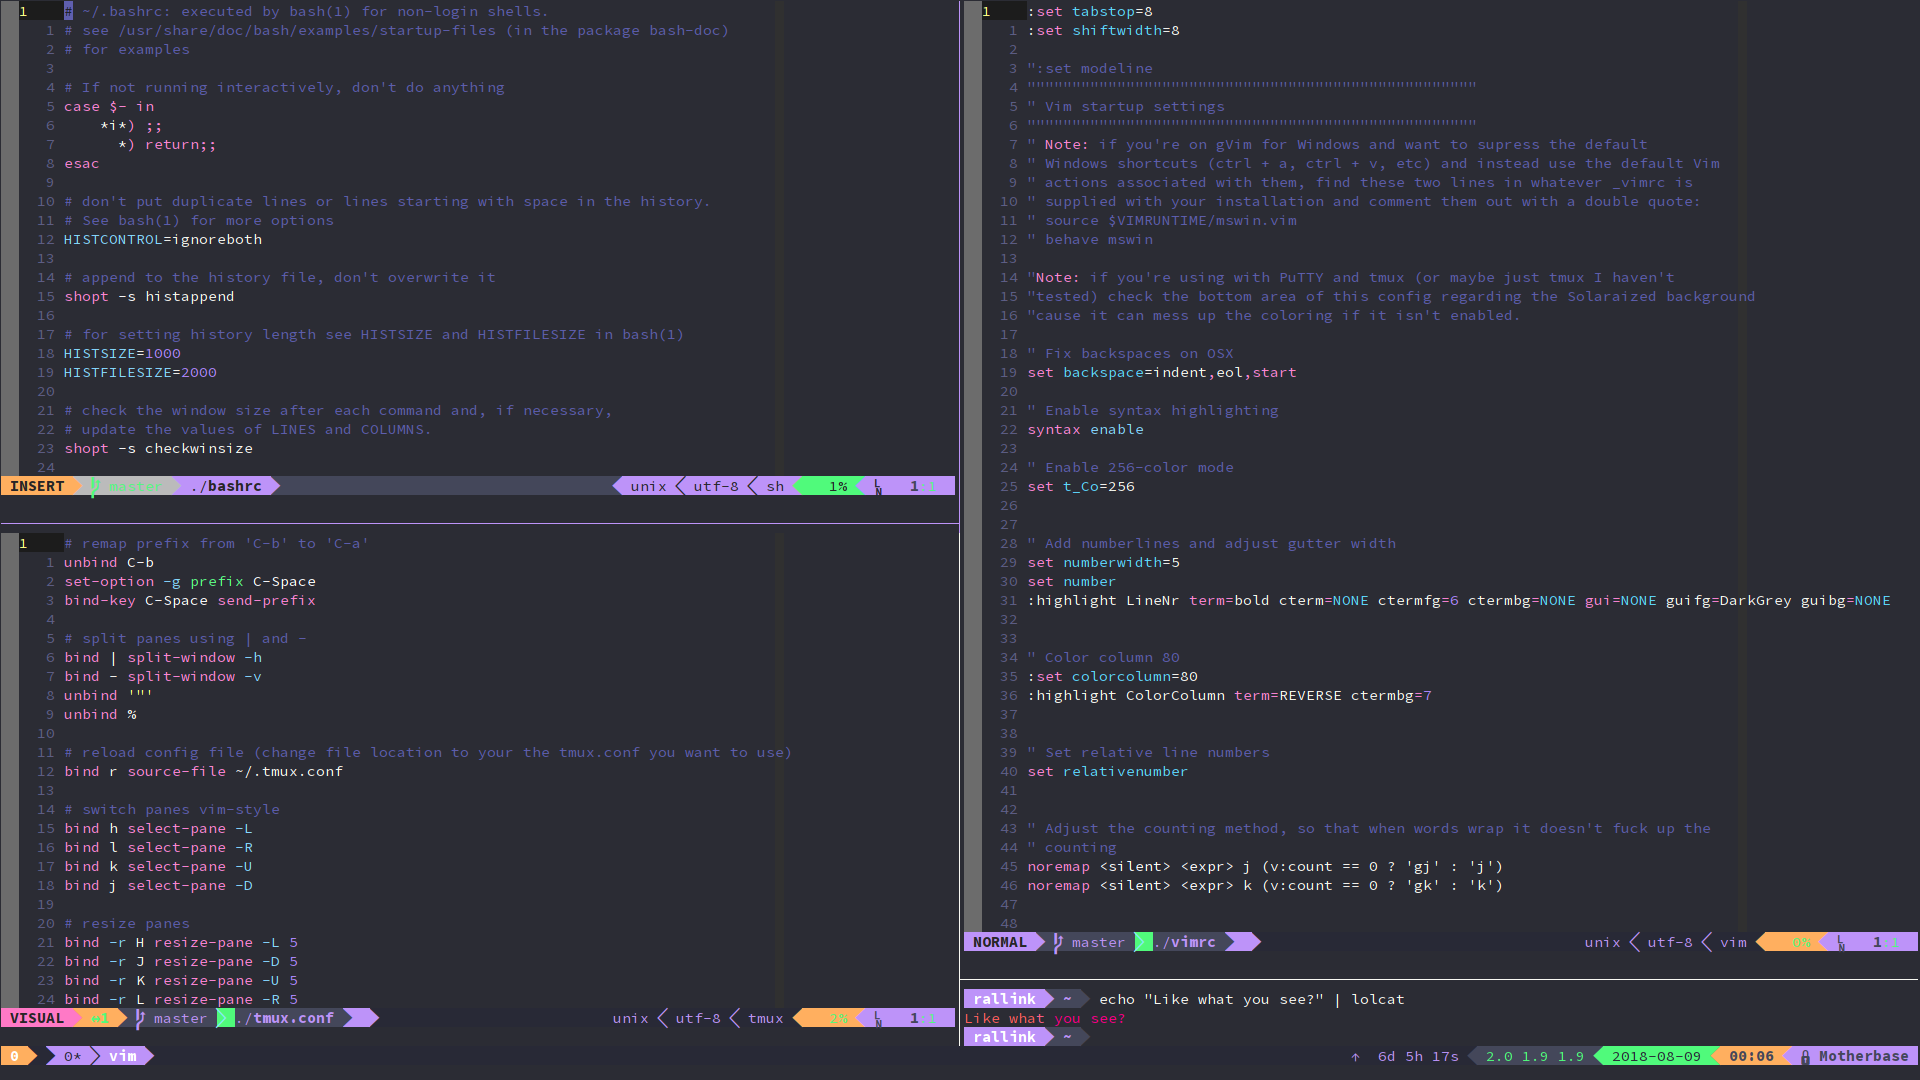 1    # ~/.bashrc: executed by bash(1) for non-login shells.
1 # see /usr/share/doc/bash/examples/startup-files (in the package bash-doc)
2 # for examples
3
4 # If not running interactively, don't do anything
5 case $- in
6     *i*) ;;
7       *) return;;
8 esac
9
10 # don't put duplicate lines or lines starting with space in the history.
11 # See bash(1) for more options
12 HISTCONTROL=ignoreboth
13
14 # append to the history file, don't overwrite it
15 shopt -s histappend
16
17 # for setting history length see HISTSIZE and HISTFILESIZE in bash(1)
18 HISTSIZE=1000
19 HISTFILESIZE=2000
20
21 # check the window size after each command and, if necessary,
22 # update the values of LINES and COLUMNS.
23 shopt -s checkwinsize
24
INSERT master ./bashrc unix utf-8 sh 1% LN 1:1
1    # remap prefix from 'C-b' to 'C-a'
1 unbind C-b
2 set-option -g prefix C-Space
3 bind-key C-Space send-prefix
4
5 # split panes using | and -
6 bind | split-window -h
7 bind - split-window -v
8 unbind '"'
9 unbind %
10
11 # reload config file (change file location to your the tmux.conf you want to use)
12 bind r source-file ~/.tmux.conf
13
14 # switch panes vim-style
15 bind h select-pane -L
16 bind l select-pane -R
17 bind k select-pane -U
18 bind j select-pane -D
19
20 # resize panes
21 bind -r H resize-pane -L 5
22 bind -r J resize-pane -D 5
23 bind -r K resize-pane -U 5
24 bind -r L resize-pane -R 5
VISUAL master ./tmux.conf unix utf-8 tmux 2% LN 1:1
1    :set tabstop=8
1 :set shiftwidth=8
2
3 ":set modeline
4 """"""""""""""""""""""""""""""""""""""""""""""""""
5 " Vim startup settings
6 """"""""""""""""""""""""""""""""""""""""""""""""""
7 " Note: if you're on gVim for Windows and want to supress the default
8 " Windows shortcuts (ctrl + a, ctrl + v, etc) and instead use the default Vim
9 " actions associated with them, find these two lines in whatever _vimrc is
10 " supplied with your installation and comment them out with a double quote:
11 " source $VIMRUNTIME/mswin.vim
12 " behave mswin
13
14 "Note: if you're using with PuTTY and tmux (or maybe just tmux I haven't
15 "tested) check the bottom area of this config regarding the Solaraized background
16 "cause it can mess up the coloring if it isn't enabled.
17
18 " Fix backspaces on OSX
19 set backspace=indent,eol,start
20
21 " Enable syntax highlighting
22 syntax enable
23
24 " Enable 256-color mode
25 set t_Co=256
26
27
28 " Add numberlines and adjust gutter width
29 set numberwidth=5
30 set number
31 :highlight LineNr term=bold cterm=NONE ctermfg=6 ctermbg=NONE gui=NONE guifg=DarkGrey guibg=NONE
32
33
34 " Color column 80
35 :set colorcolumn=80
36 :highlight ColorColumn term=REVERSE ctermbg=7
37
38
39 " Set relative line numbers
40 set relativenumber
41
42
43 " Adjust the counting method, so that when words wrap it doesn't fuck up the
44 " counting
45 noremap <silent> <expr> j (v:count == 0 ? 'gj' : 'j')
46 noremap <silent> <expr> k (v:count == 0 ? 'gk' : 'k')
47
48
NORMAL master ./vimrc unix utf-8 vim 0% LN 1:1
rallink ~ echo "Like what you see?" | lolcat
Like what you see?
rallink ~
0 0* vim ↑ 6d 5h 17s 2.0 1.9 1.9 2018-08-09 00:06 Motherbase